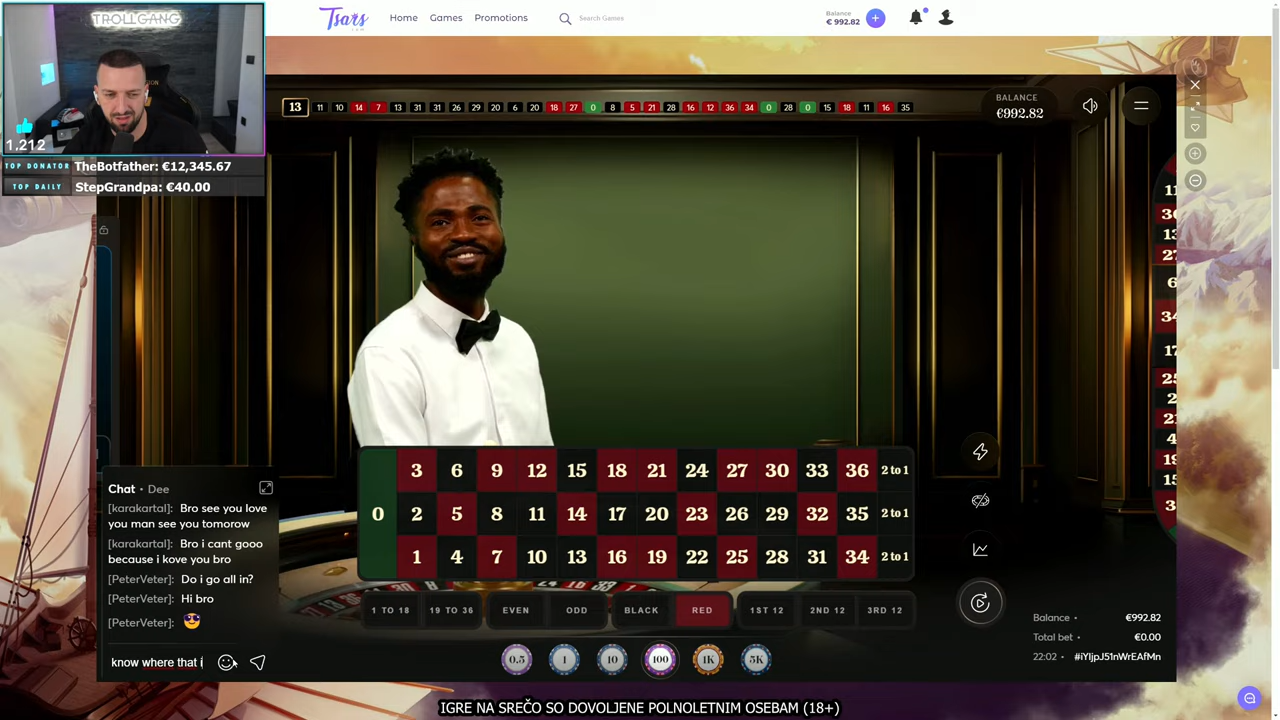 TROLLGANG
1,212
TOP DONATOR TheBotfather: €12,345.67
TOP DAILY StepGrandpa: €40.00
Tsars
Home Games Promotions
Search Games
Balance
€ 992.82
13 11 10 14 7 13 31 31 26 29 20 6 20 18 27 0 8 5 21 28 16 12 36 34 0 28 0 15 18 11 16 35
BALANCE
€992.82
3 6 9 12 15 18 21 24 27 30 33 36 2 to 1
0 2 5 8 11 14 17 20 23 26 29 32 35 2 to 1
1 4 7 10 13 16 19 22 25 28 31 34 2 to 1
1 TO 18 19 TO 36 EVEN ODD BLACK RED 1ST 12 2ND 12 3RD 12
0.5 1 10 100 1K 5K
Chat • Dee
[karakartal]: Bro see you love
you man see you tomorow
[karakartal]: Bro i cant gooo
because i kove you bro
[PeterVeter]: Do i go all in?
[PeterVeter]: Hi bro
[PeterVeter]: 😎
know where that i
Balance • €992.82
Total bet • €0.00
22:02 • #iYljpJ51nWrEAfMn
IGRE NA SREČO SO DOVOLJENE POLNOLETNIM OSEBAM (18+)